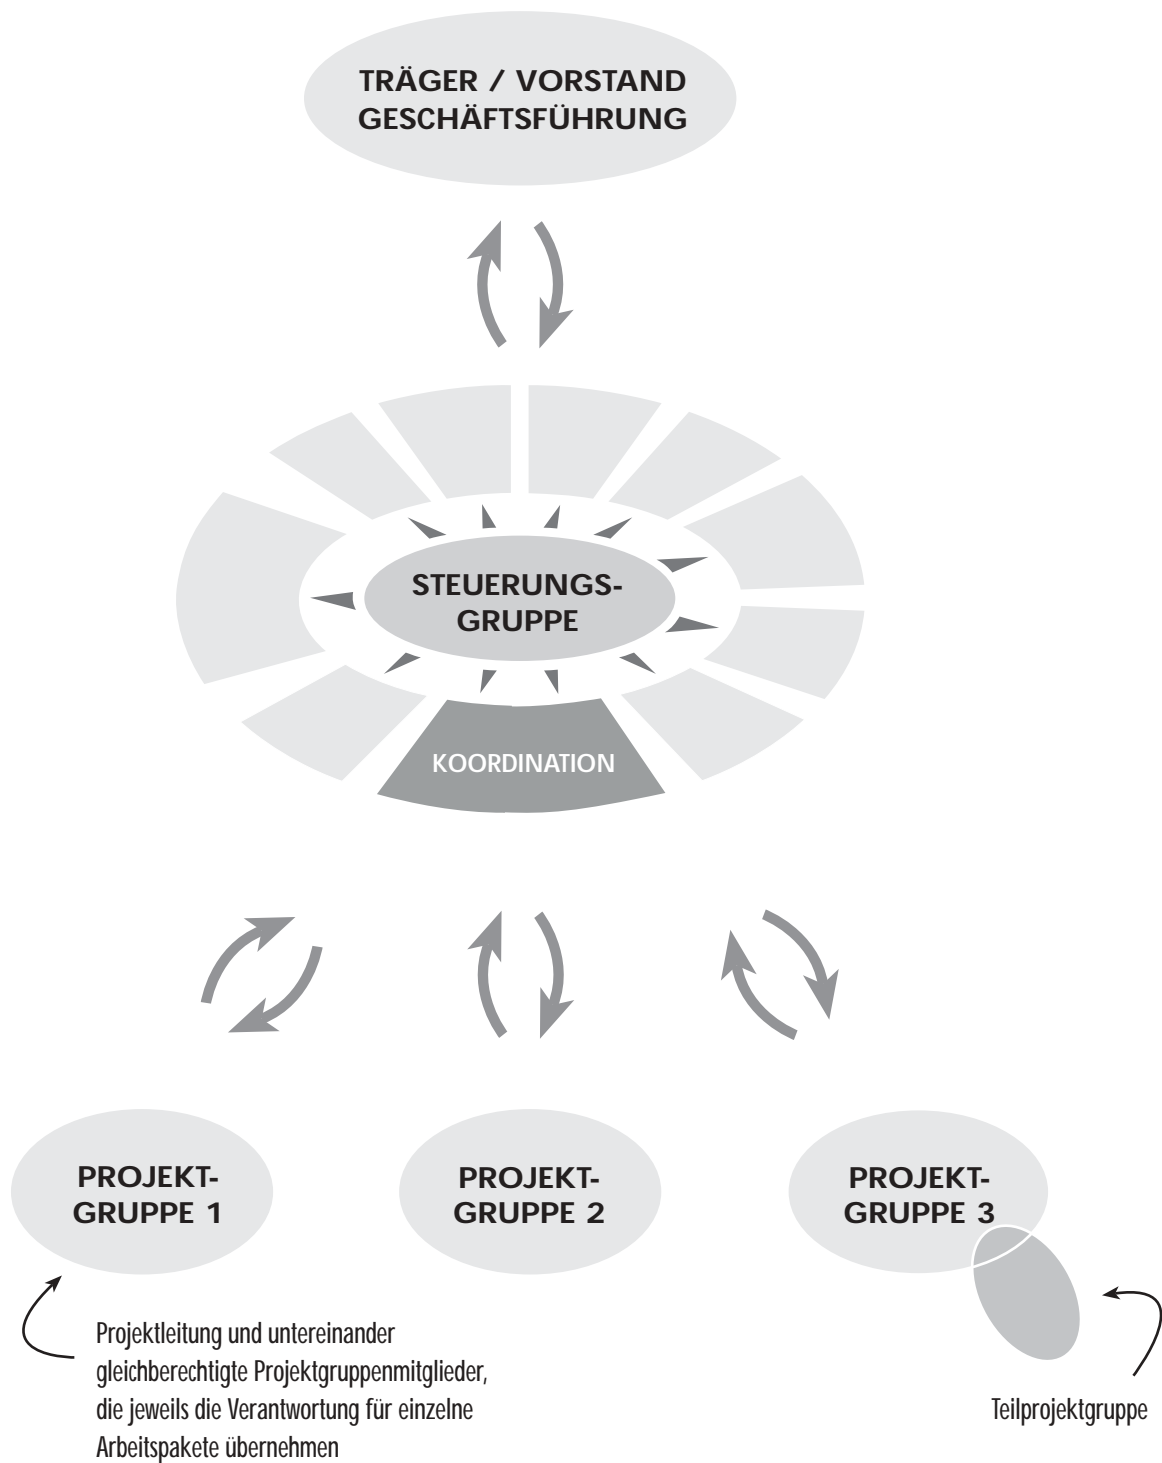 TRÄGER / VORSTAND
GESCHÄFTSFÜHRUNG
STEUERUNGS-
GRUPPE
KOORDINATION
PROJEKT-
GRUPPE 1
PROJEKT-
GRUPPE 2
PROJEKT-
GRUPPE 3
Projektleitung und untereinander
gleichberechtigte Projektgruppenmitglieder,
die jeweils die Verantwortung für einzelne
Arbeitspakete übernehmen
Teilprojektgruppe